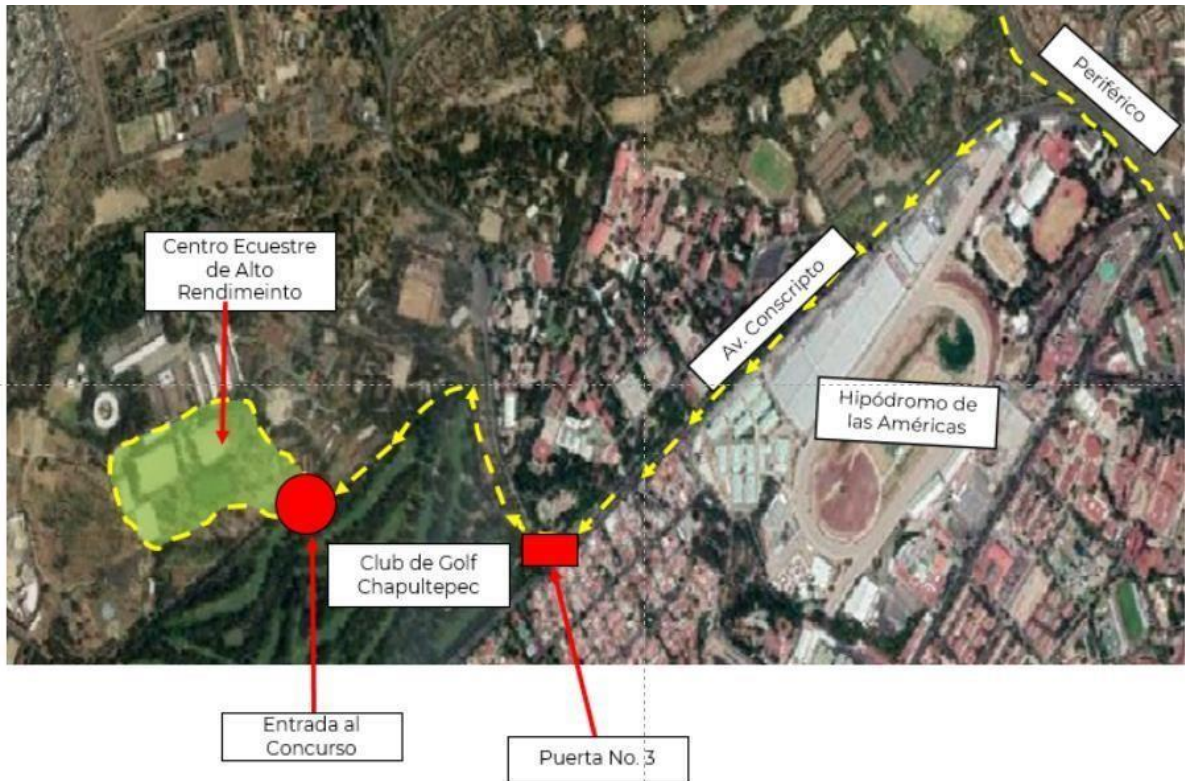 Periférico
Centro Ecuestre
de Alto
Rendimeinto
Av. Conscripto
Hipódromo de
las Américas
Club de Golf
Chapultepec
Entrada al
Concurso
Puerta No. 3